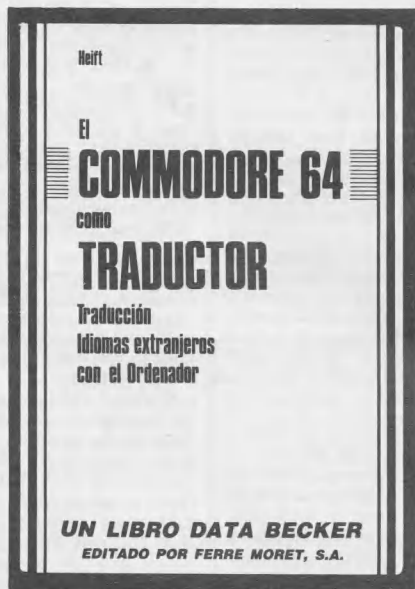 Heift
El
COMMODORE 64
como
TRADUCTOR
Traducción
Idiomas extranjeros
con el Ordenador
UN LIBRO DATA BECKER
EDITADO POR FERRE MORET, S.A.